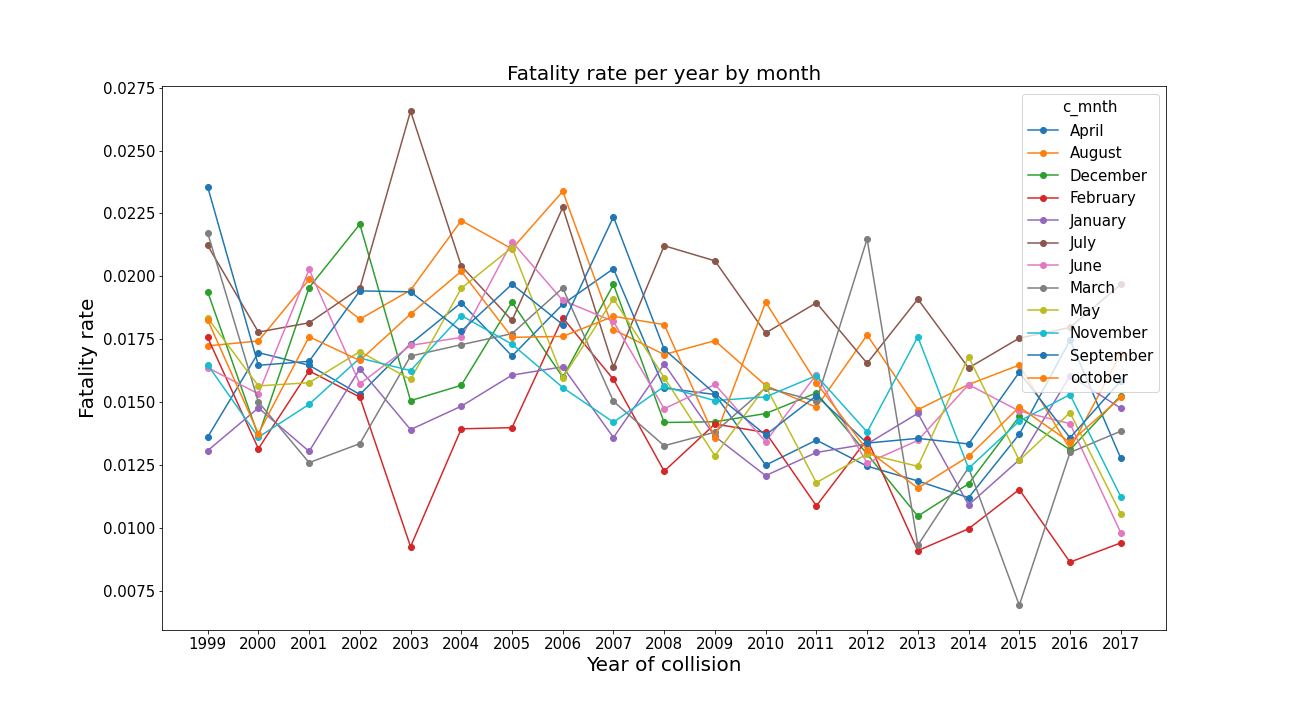 Fatality rate per year by month
Fatality rate
0.0275
0.0250
0.0225
0.0200
0.0175
0.0150
0.0125
0.0100
0.0075
c_mnth
April
August
December
February
January
July
June
March
May
November
September
october
1999 2000 2001 2002 2003 2004 2005 2006 2007 2008 2009 2010 2011 2012 2013 2014 2015 2016 2017
Year of collision